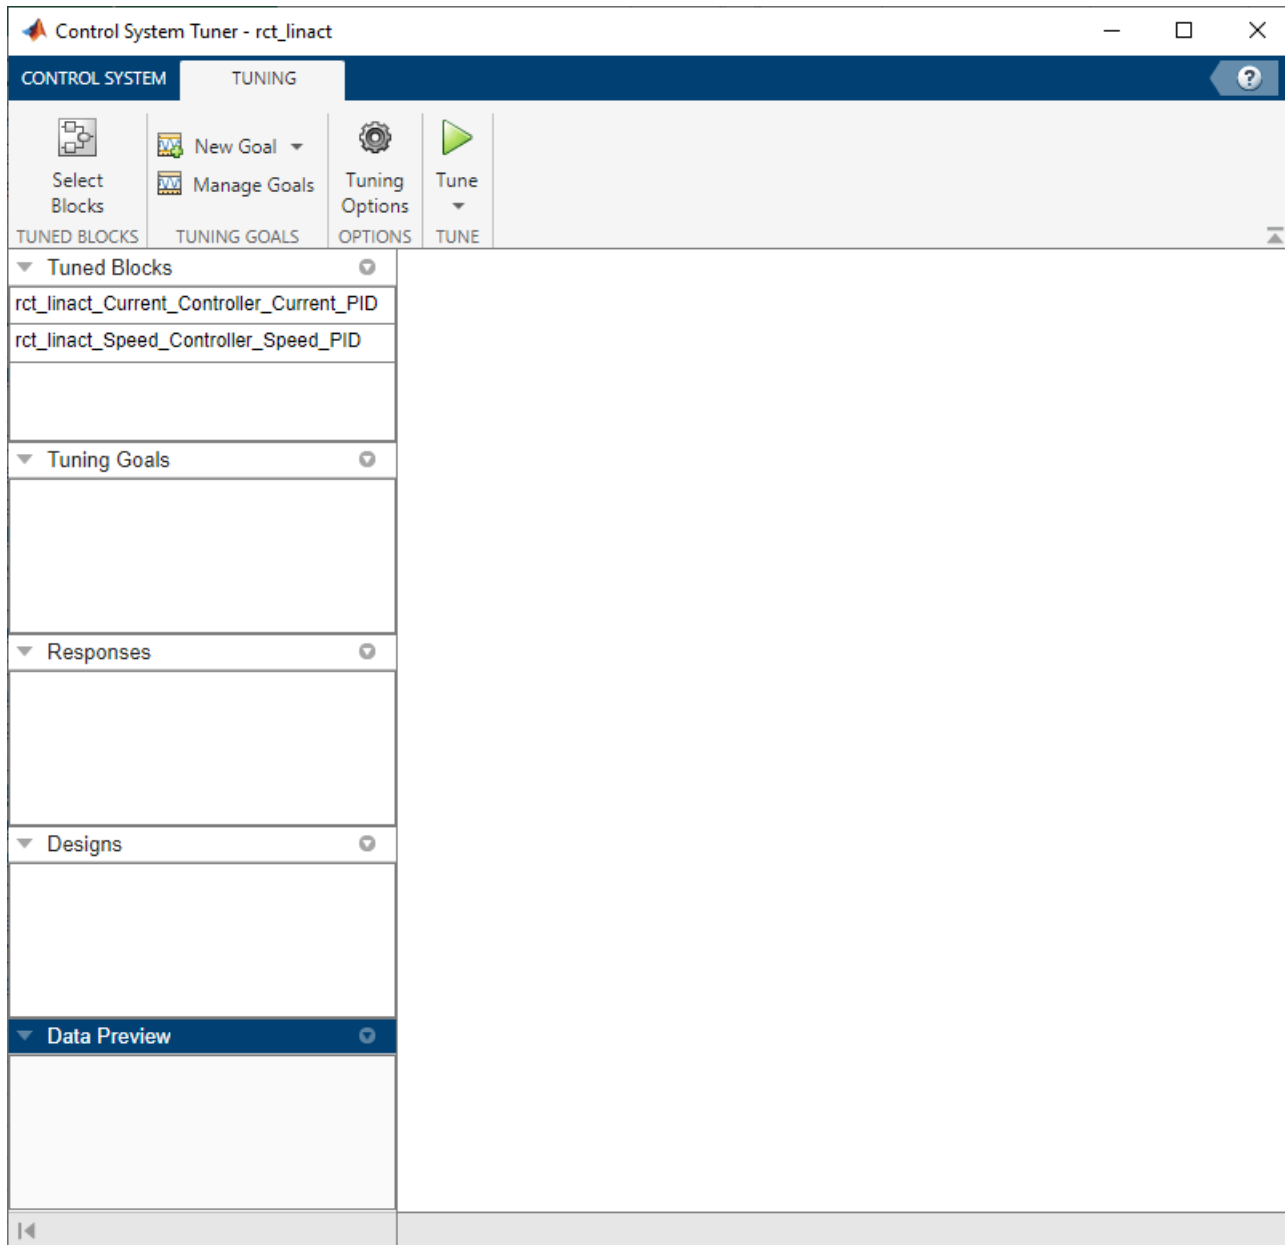 Control System Tuner - rct_linact
CONTROL SYSTEM TUNING
?
Select Blocks
New Goal
Manage Goals
Tuning Options
Tune
TUNED BLOCKS TUNING GOALS OPTIONS TUNE
Tuned Blocks
rct_linact_Current_Controller_Current_PID
rct_linact_Speed_Controller_Speed_PID
Tuning Goals
Responses
Designs
Data Preview